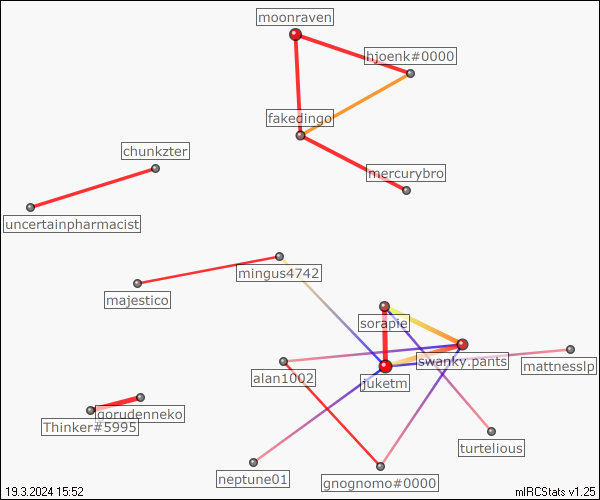 moonraven
hjoenk#0000
fakedingo
chunkzter
mercurybro
uncertainpharmacist
mingus4742
majestico
sorapie
swanky.pants
mattnesslp
alan1002
juketm
gorudenneko
Thinker#5995
turtelious
neptune01
gnognomo#0000
19.3.2024 15:52
mIRCStats v1.25